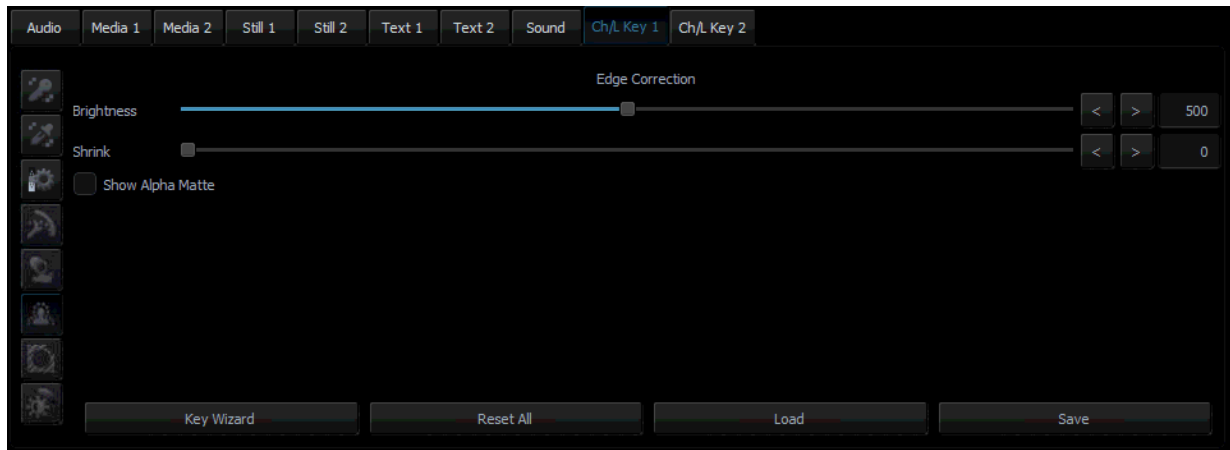 Audio Media 1 Media 2 Still 1 Still 2 Text 1 Text 2 Sound Ch/L Key 1 Ch/L Key 2
Edge Correction
Brightness < > 500
Shrink < > 0
Show Alpha Matte
Key Wizard Reset All Load Save